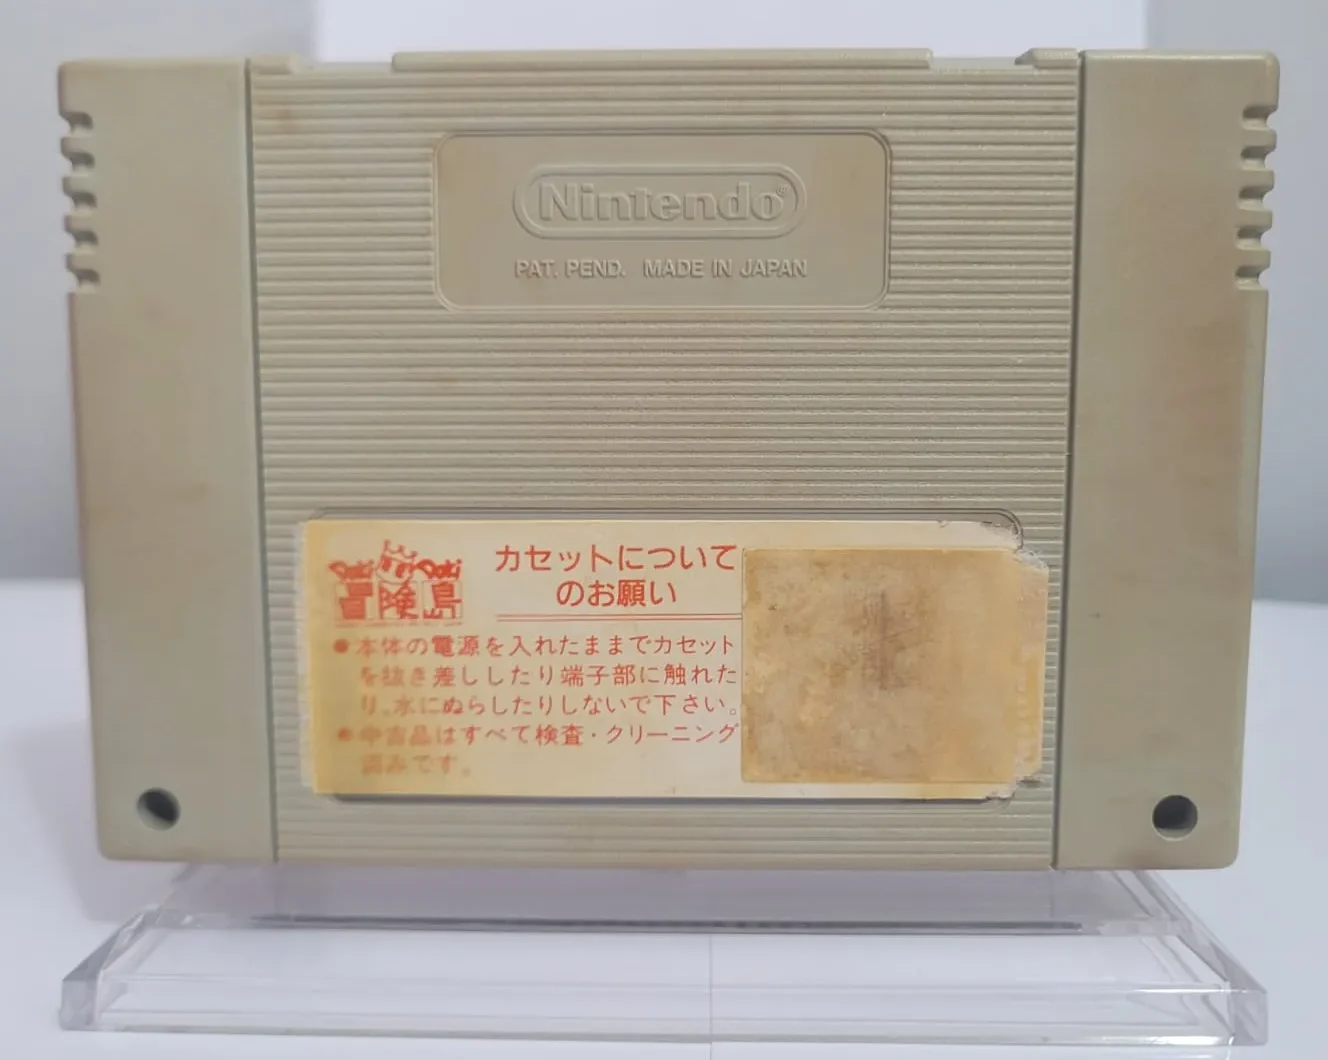 Nintendo®
PAT. PEND. MADE IN JAPAN
冒険島
カセットについて
のお願い
●本体の電源を入れたままでカセット
を抜き差ししたり端子部に触れた
り、水にぬらしたりしないで下さい。
●中古品はすべて検査・クリーニング
済みです。